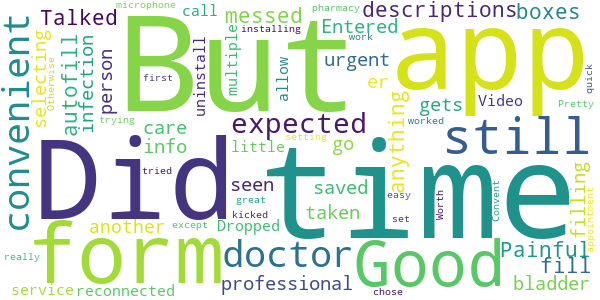 microphone
pharmacy
Talked
call
messed
descriptions
boxes
installing
Entered
work
But
app
convenient
selecting
Otherwise
autofill
infection
person
uninstall
multiple
allow
urgent
er
gets
Video
quick
Pretty
first
trying
care
info
expected
little
go
anything
still
worked
setting
Did
time
tried
seen
great
kicked
saved
taken
easy
set
Worth
Convent
chose
filling
appointment
form
another
except
Dropped
really
service
reconnected
doctor
professional
Good
Painful
fill
bladder